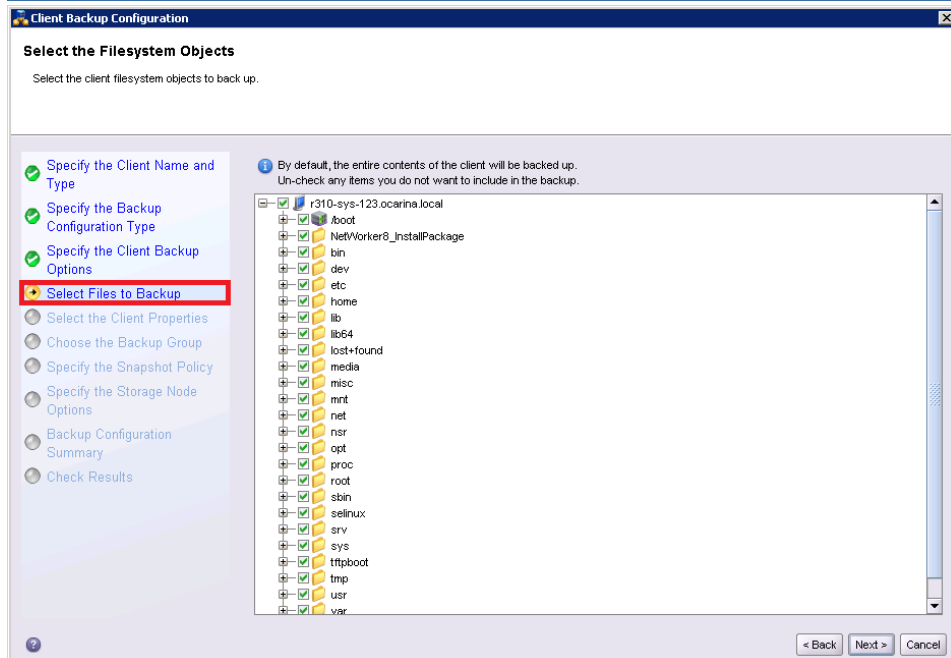 Client Backup Configuration
Select the Filesystem Objects
Select the client filesystem objects to back up.
Specify the Client Name and
Type
Specify the Backup
Configuration Type
Specify the Client Backup
Options
Select Files to Backup
Select the Client Properties
Choose the Backup Group
Specify the Snapshot Policy
Specify the Storage Node
Options
Backup Configuration
Summary
Check Results
By default, the entire contents of the client will be backed up.
Un-check any items you do not want to include in the backup.
r310-sys-123.ocarina.local
/boot
NetWorker8_InstallPackage
bin
dev
etc
home
lib
lib64
lost+found
media
misc
mnt
net
nsr
opt
proc
root
sbin
selinux
srv
sys
tftpboot
tmp
usr
var
< Back
Next >
Cancel